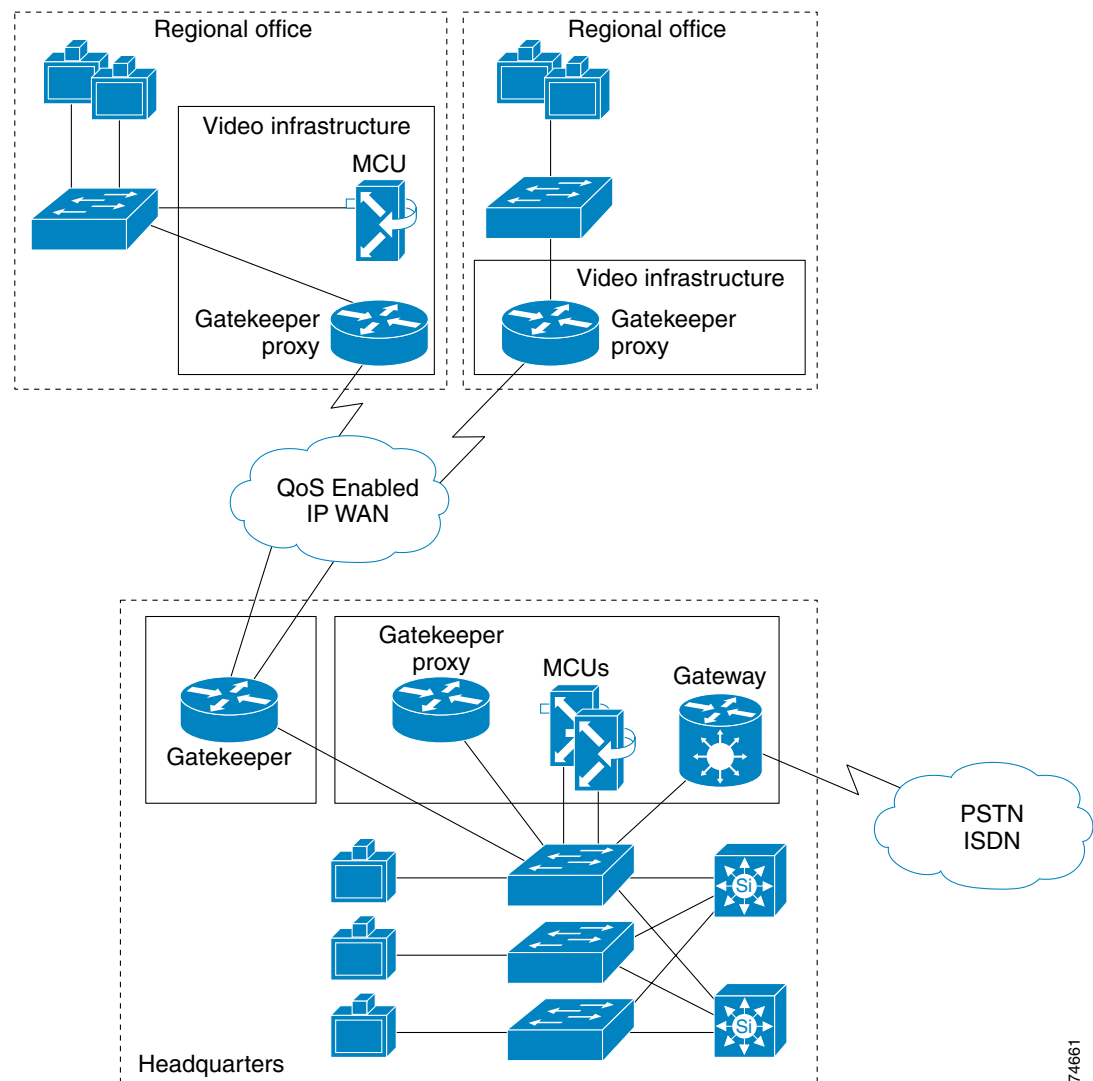 Regional office
Video infrastructure
MCU
Gatekeeper
proxy
Regional office
Video infrastructure
Gatekeeper
proxy
QoS Enabled
IP WAN
Gatekeeper
Gatekeeper
proxy
MCUs
Gateway
PSTN
ISDN
Si
Si
Headquarters
74661